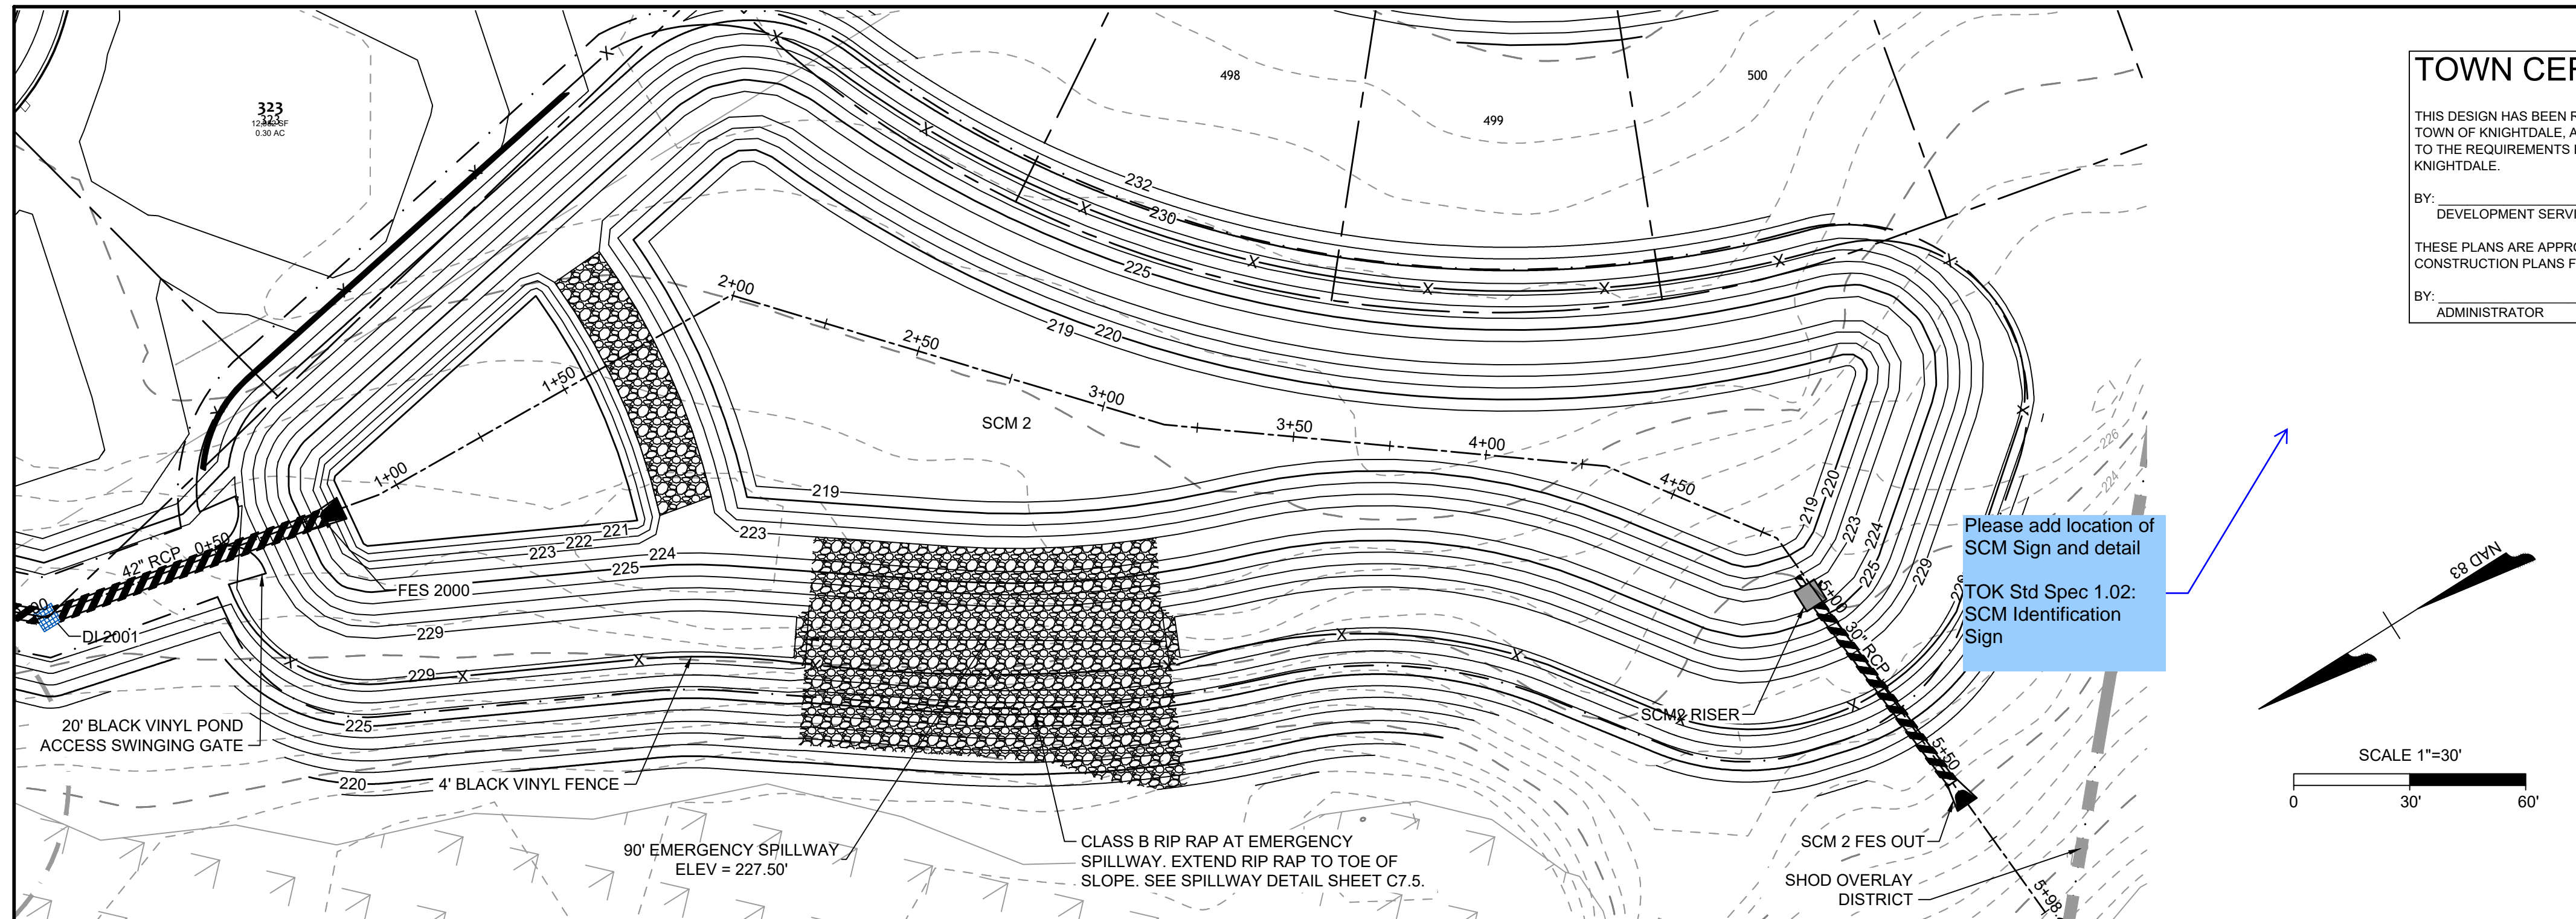 323
323
12,
SF
0.30 AC
498
499
500
232
230
225
219
220
2+00
2+50
3+00
3+50
4+00
4+50
1+50
1+00
SCM 2
219
220
219
221
222
223
223
224
225
223
224
225
229
42" RCP
0+50
FES 2000
DI 2001
229
229
225
220
20' BLACK VINYL POND
ACCESS SWINGING GATE
4' BLACK VINYL FENCE
90' EMERGENCY SPILLWAY
ELEV = 227.50'
CLASS B RIP RAP AT EMERGENCY
SPILLWAY. EXTEND RIP RAP TO TOE OF
SLOPE. SEE SPILLWAY DETAIL SHEET C7.5.
5+00
30" RCP
5+50
5+98.
SCM2 RISER
SCM 2 FES OUT
SHOD OVERLAY
DISTRICT
226
224
Please add location of
SCM Sign and detail
TOK Std Spec 1.02:
SCM Identification
Sign
NAD 83
SCALE 1"=30'
0
30'
60'
TOWN CER
THIS DESIGN HAS BEEN R
TOWN OF KNIGHTDALE, A
TO THE REQUIREMENTS
KNIGHTDALE.
BY:
DEVELOPMENT SERVI
THESE PLANS ARE APPRO
CONSTRUCTION PLANS F
BY:
ADMINISTRATOR